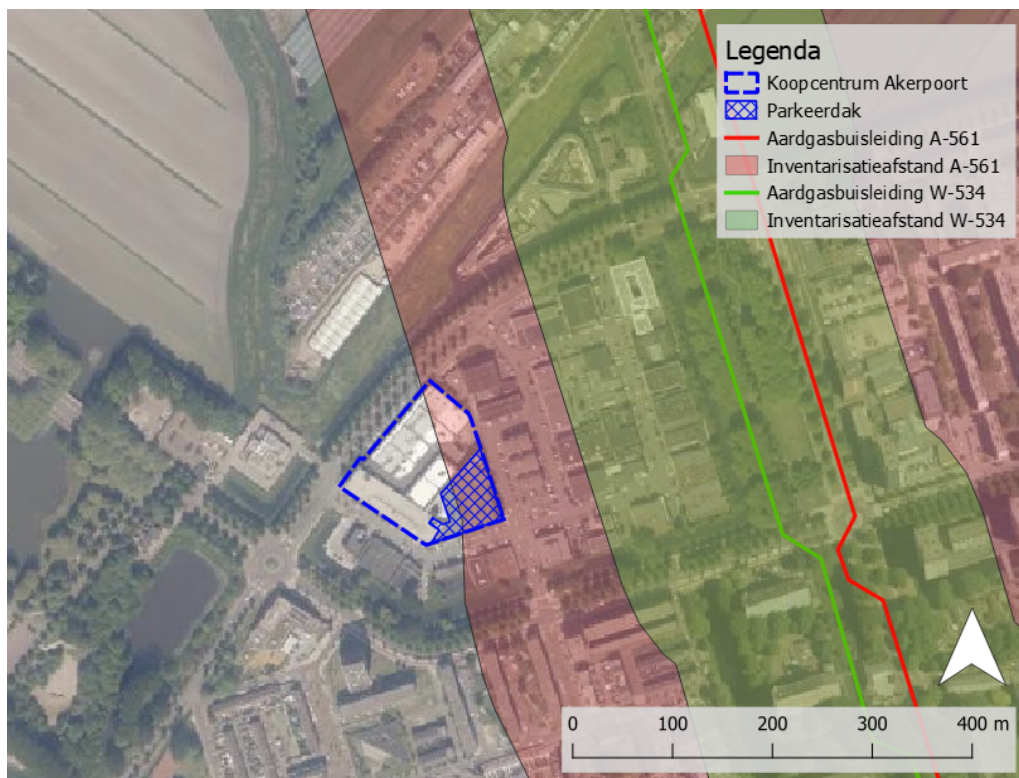 Legenda
Koopcentrum Akerpoort
Parkeerdak
Aardgasbuisleiding A-561
Inventarisatieafstand A-561
Aardgasbuisleiding W-534
Inventarisatieafstand W-534
0 100 200 300 400 m